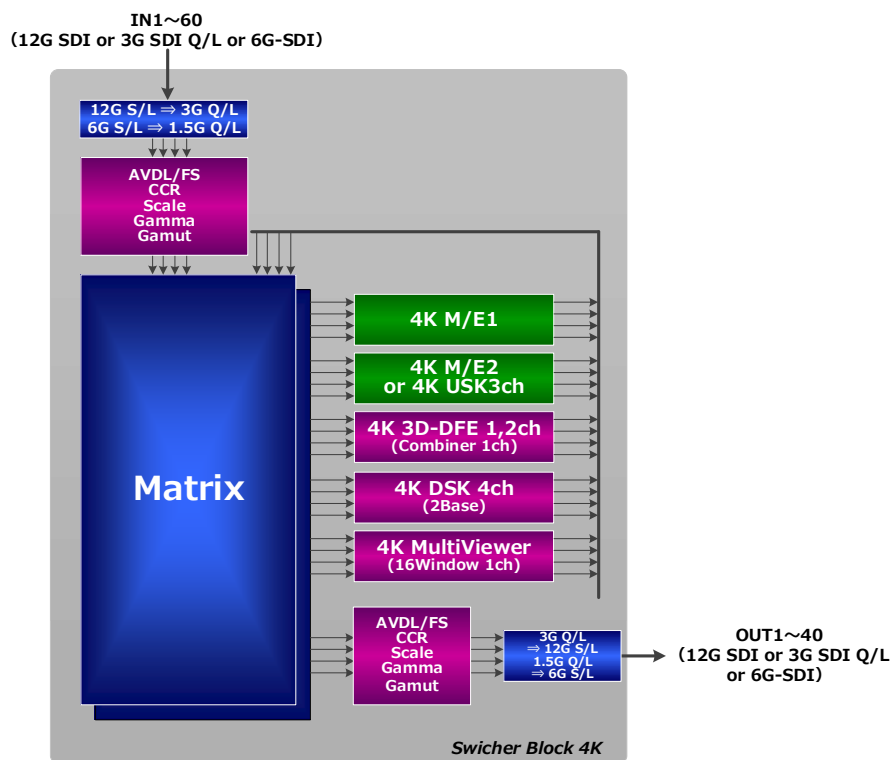 IN1～60
（12G SDI or 3G SDI Q/L or 6G-SDI）
12G S/L ⇒ 3G Q/L
6G S/L ⇒ 1.5G Q/L
AVDL/FS
CCR
Scale
Gamma
Gamut
Matrix
4K M/E1
4K M/E2
or 4K USK3ch
4K 3D-DFE 1,2ch
(Combiner 1ch)
4K DSK 4ch
(2Base)
4K MultiViewer
(16Window 1ch)
AVDL/FS
CCR
Scale
Gamma
Gamut
3G Q/L
⇒ 12G S/L
1.5G Q/L
⇒ 6G S/L
OUT1～40
（12G SDI or 3G SDI Q/L
or 6G-SDI）
Swicher Block 4K